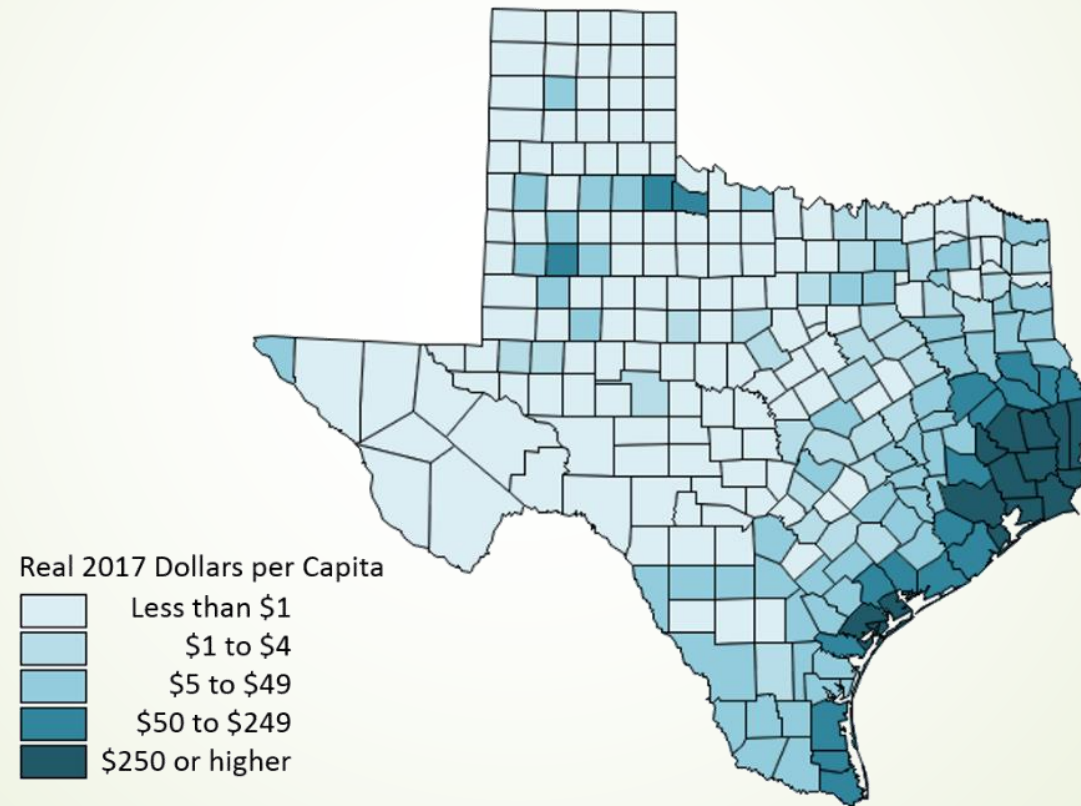 Real 2017 Dollars per Capita
Less than $1
$1 to $4
$5 to $49
$50 to $249
$250 or higher